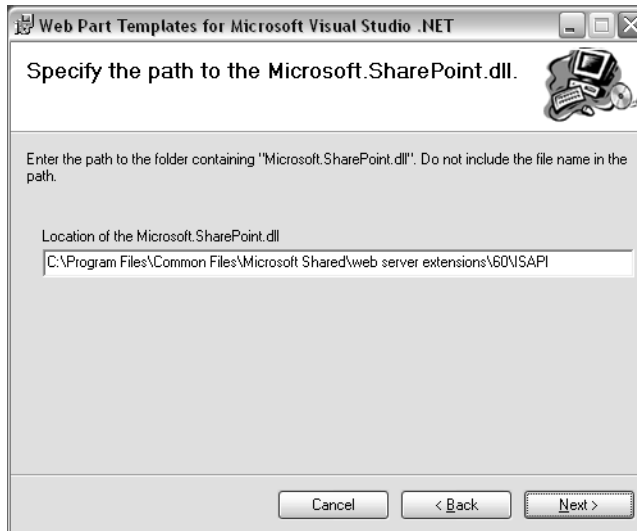 Web Part Templates for Microsoft Visual Studio .NET
Specify the path to the Microsoft.SharePoint.dll.
Enter the path to the folder containing "Microsoft.SharePoint.dll". Do not include the file name in the
path.
Location of the Microsoft.SharePoint.dll
C:\Program Files\Common Files\Microsoft Shared\web server extensions\60\ISAPI
Cancel
< Back
Next >